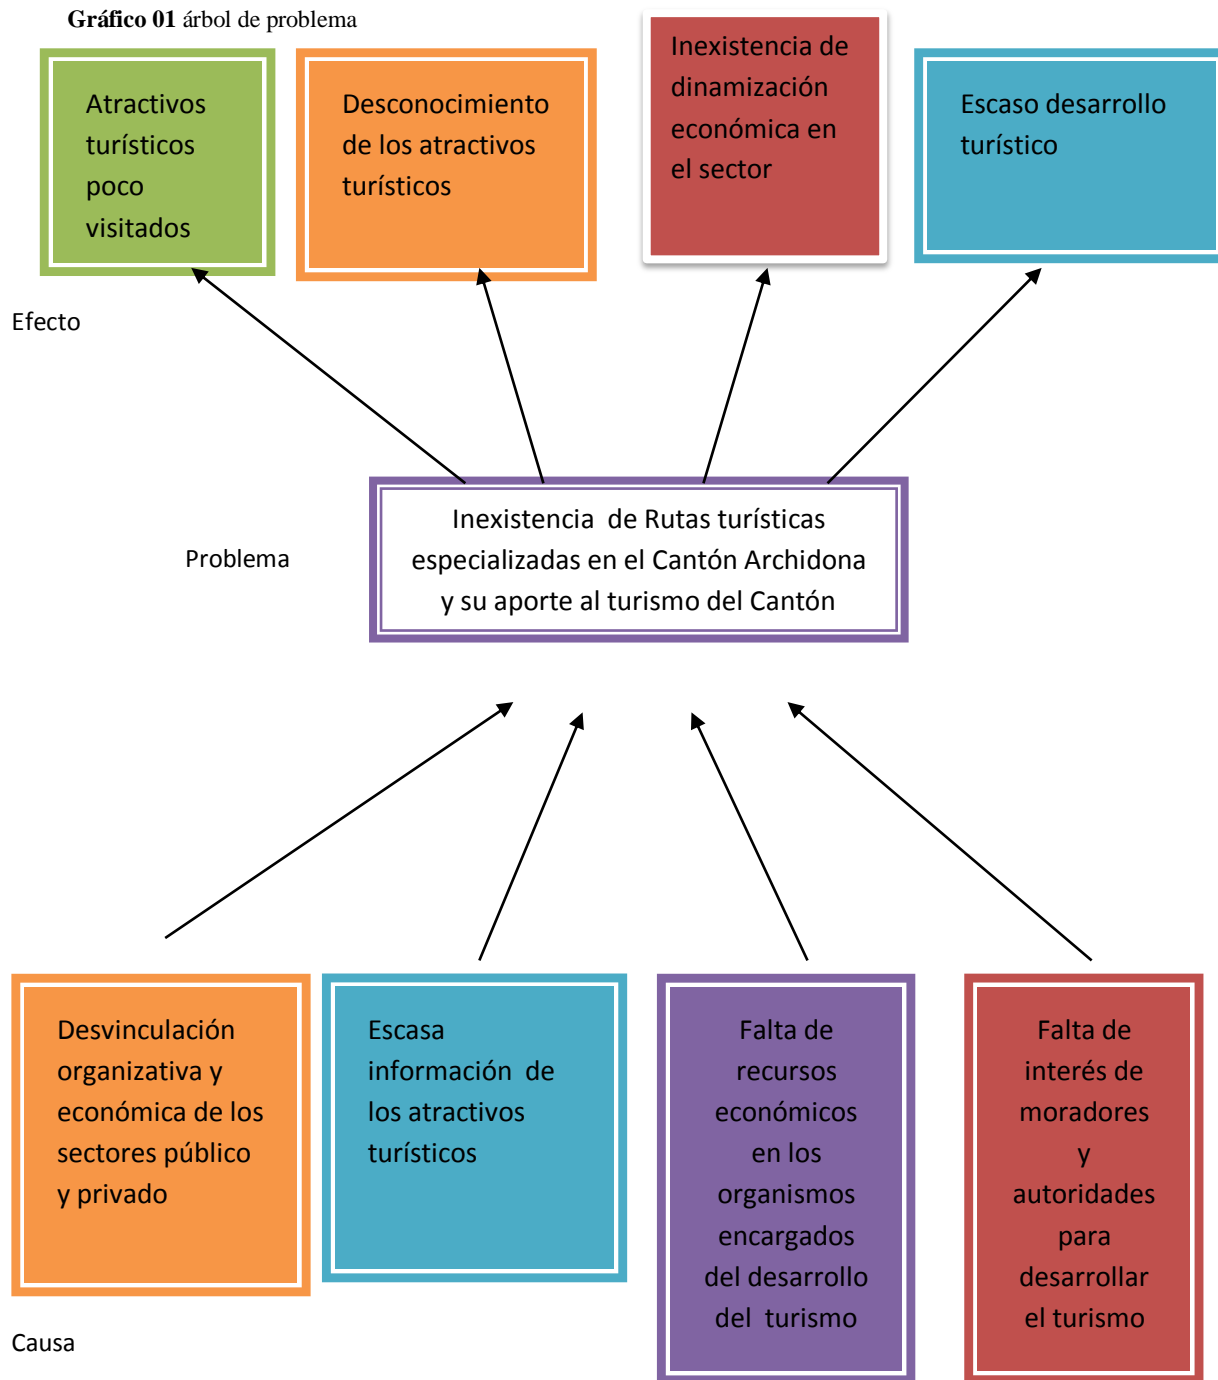 Gráfico 01 árbol de problema
Atractivos
turísticos
poco
visitados
Desconocimiento
de los atractivos
turísticos
Inexistencia de
dinamización
económica en
el sector
Escaso desarrollo
turístico
Efecto
Problema
Inexistencia de Rutas turísticas
especializadas en el Cantón Archidona
y su aporte al turismo del Cantón
Desvinculación
organizativa y
económica de los
sectores público
y privado
Escasa
información de
los atractivos
turísticos
Falta de
recursos
económicos
en los
organismos
encargados
del desarrollo
del turismo
Falta de
interés de
moradores
y
autoridades
para
desarrollar
el turismo
Causa